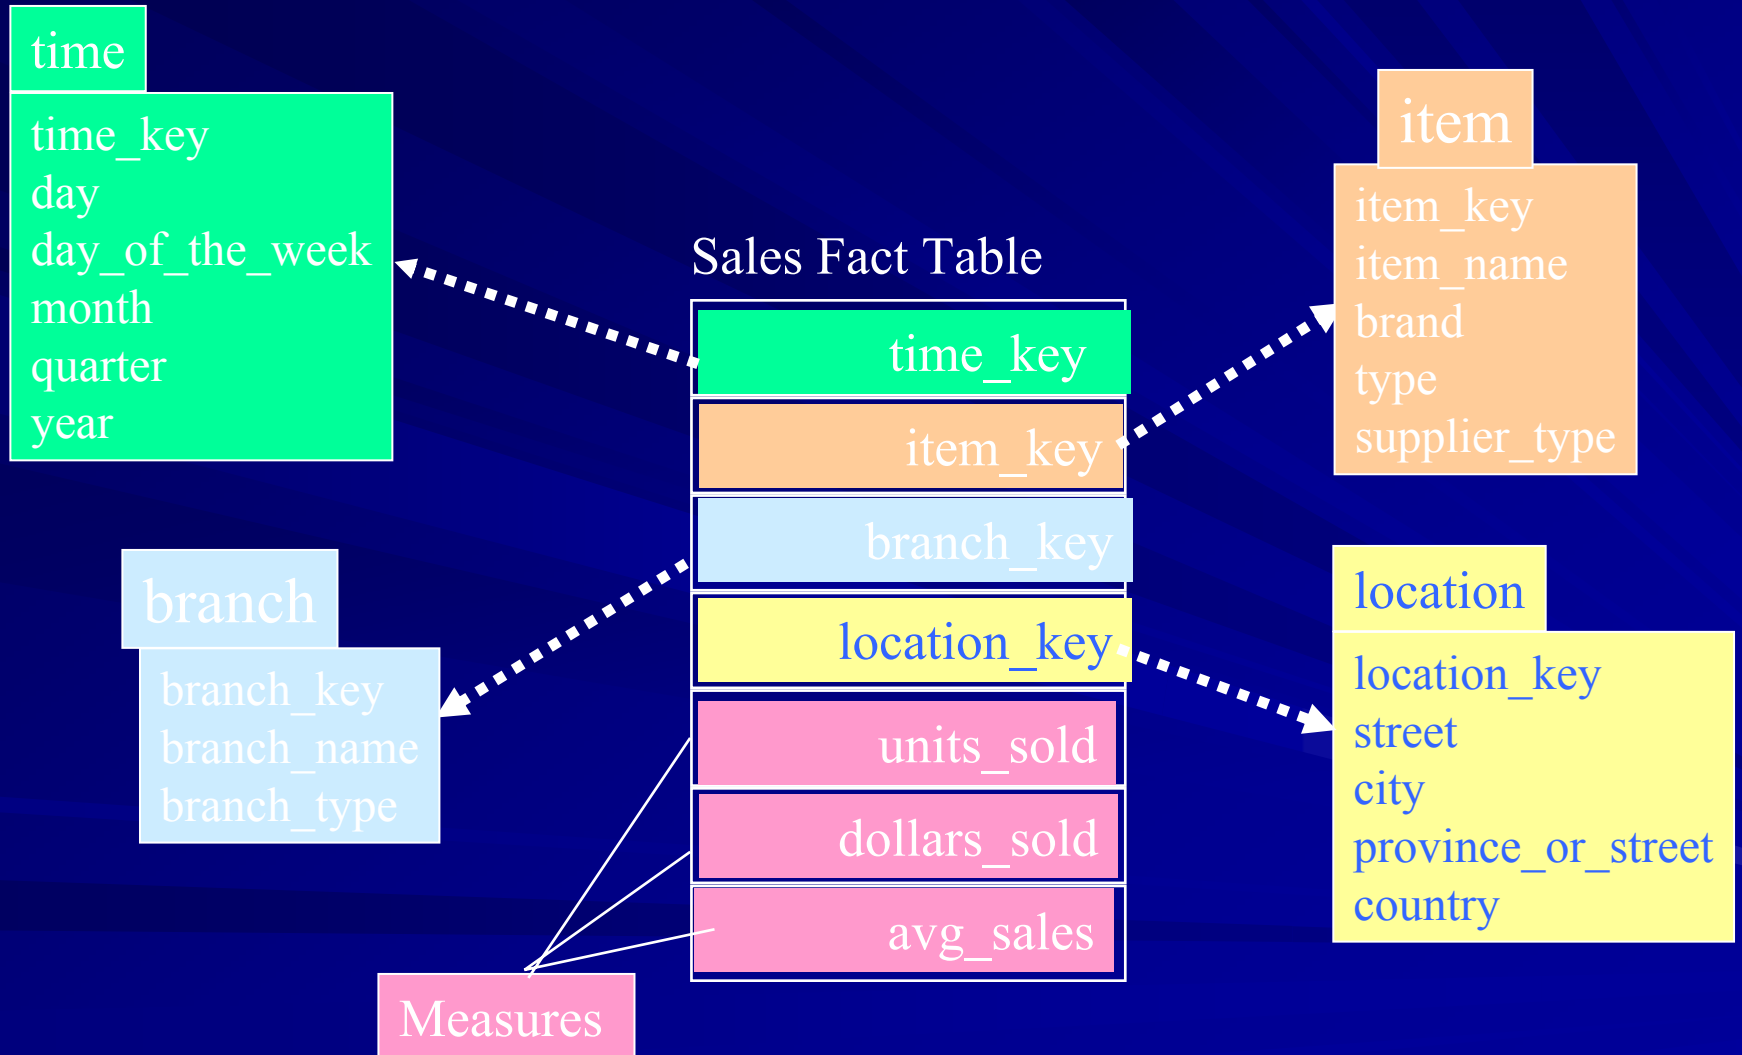 time
time_key
day
day_of_the_week
month
quarter
year
item
item_key
item_name
brand
type
supplier_type
Sales Fact Table
time_key
item_key
branch_key
location_key
units_sold
dollars_sold
avg_sales
branch
branch_key
branch_name
branch_type
location
location_key
street
city
province_or_street
country
Measures